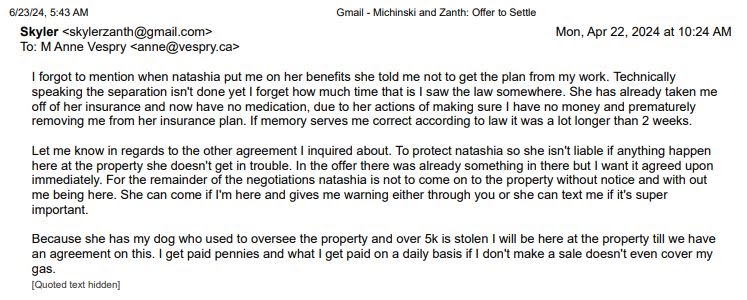 6/23/24, 5:43 AM Gmail - Michinski and Zanth: Offer to Settle
Skyler <skylerzanth@gmail.com> Mon, Apr 22, 2024 at 10:24 AM
To: M Anne Vespry <anne@vespry.ca>
I forgot to mention when natashia put me on her benefits she told me not to get the plan from my work. Technically
speaking the separation isn't done yet I forget how much time that is I saw the law somewhere. She has already taken me
off of her insurance and now have no medication, due to her actions of making sure I have no money and prematurely
removing me from her insurance plan. If memory serves me correct according to law it was a lot longer than 2 weeks.
Let me know in regards to the other agreement I inquired about. To protect natashia so she isn't liable if anything happen
here at the property she doesn't get in trouble. In the offer there was already something in there but I want it agreed upon
immediately. For the remainder of the negotiations natashia is not to come on to the property without notice and with out
me being here. She can come if I'm here and gives me warning either through you or she can text me if it's super
important.
Because she has my dog who used to oversee the property and over 5k is stolen I will be here at the property till we have
an agreement on this. I get paid pennies and what I get paid on a daily basis if I don't make a sale doesn't even cover my
gas.
[Quoted text hidden]